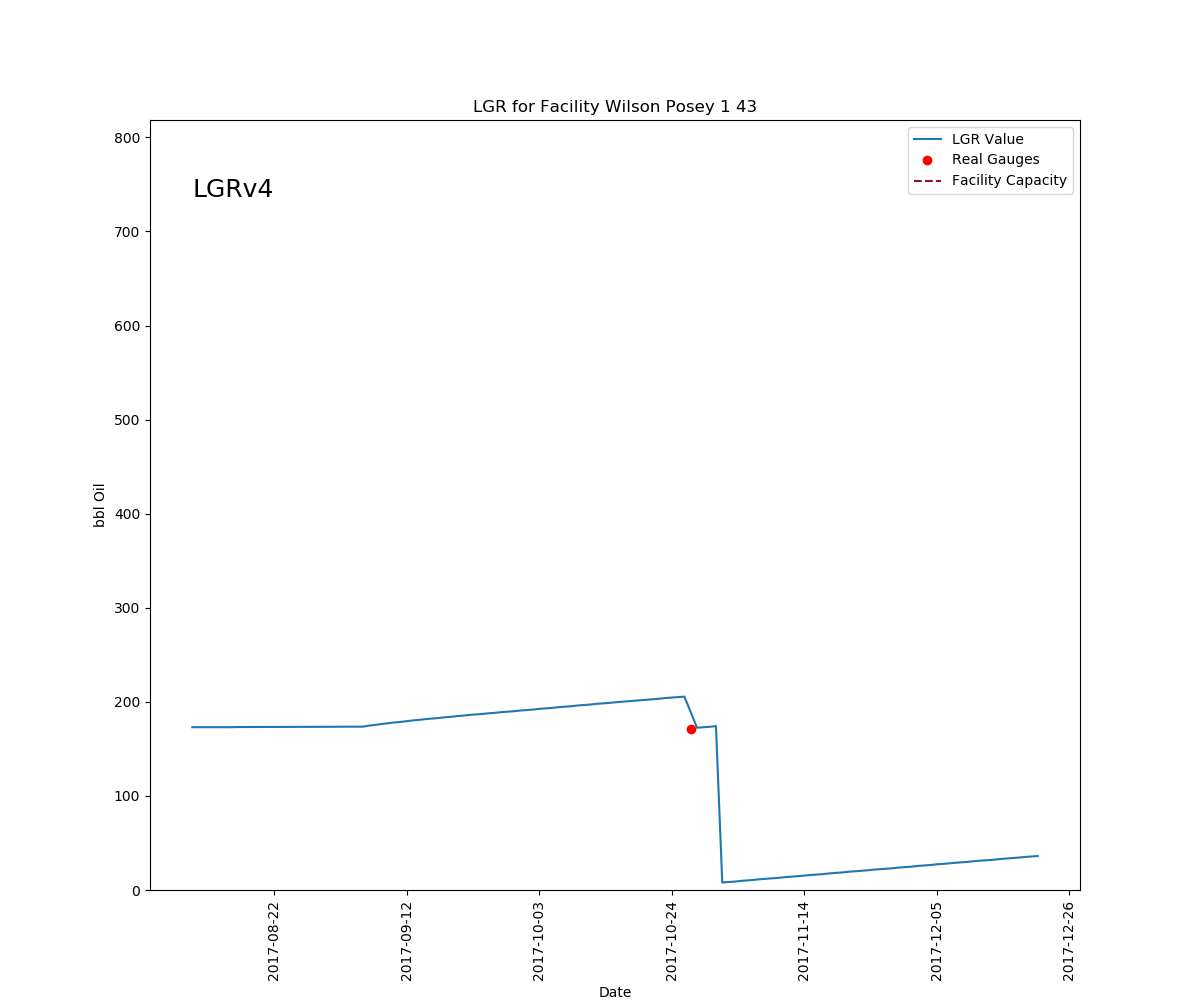 LGR for Facility Wilson Posey 1 43
LGRv4
LGR Value
Real Gauges
Facility Capacity
bbl Oil
800
700
600
500
400
300
200
100
0
2017-08-22
2017-09-12
2017-10-03
2017-10-24
2017-11-14
2017-12-05
2017-12-26
Date